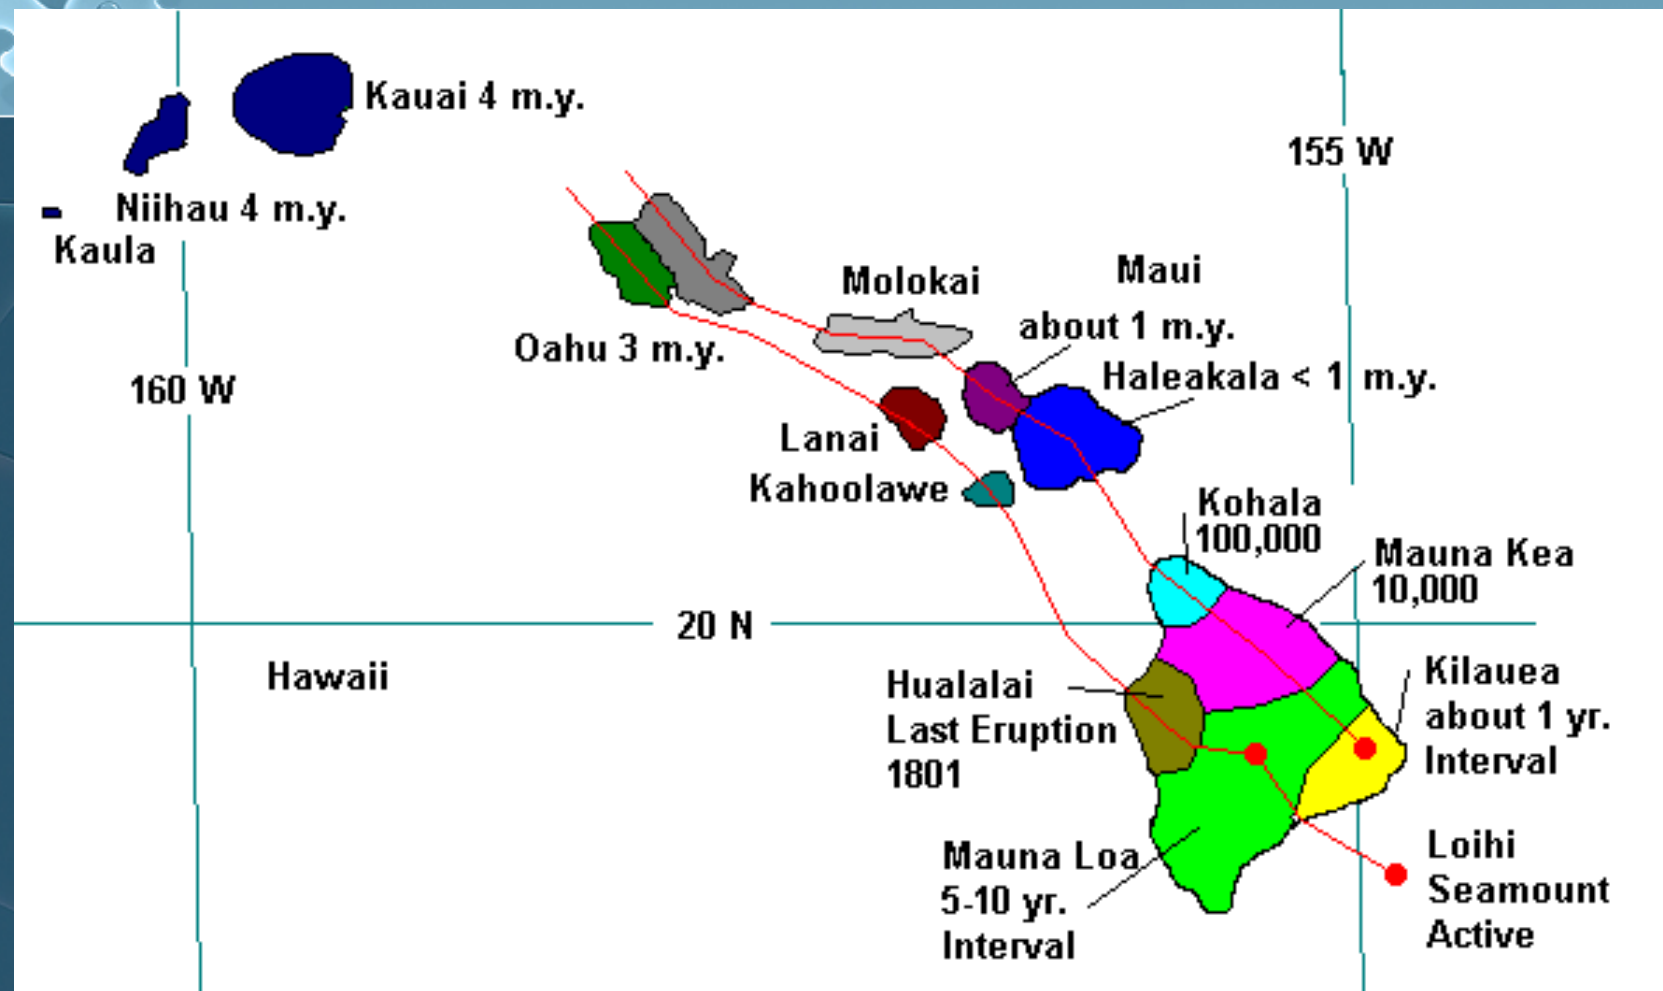 Kauai 4 m.y.
155 W
Niihau 4 m.y.
Kaula
Molokai
Maui
about 1 m.y.
Oahu 3 m.y.
160 W
Haleakala < 1 m.y.
Lanai
Kahoolawe
Kohala
100,000
Mauna Kea
10,000
20 N
Hawaii
Hualalai
Last Eruption
1801
Kilauea
about 1 yr.
Interval
Mauna Loa
5-10 yr.
Interval
Loihi
Seamount
Active